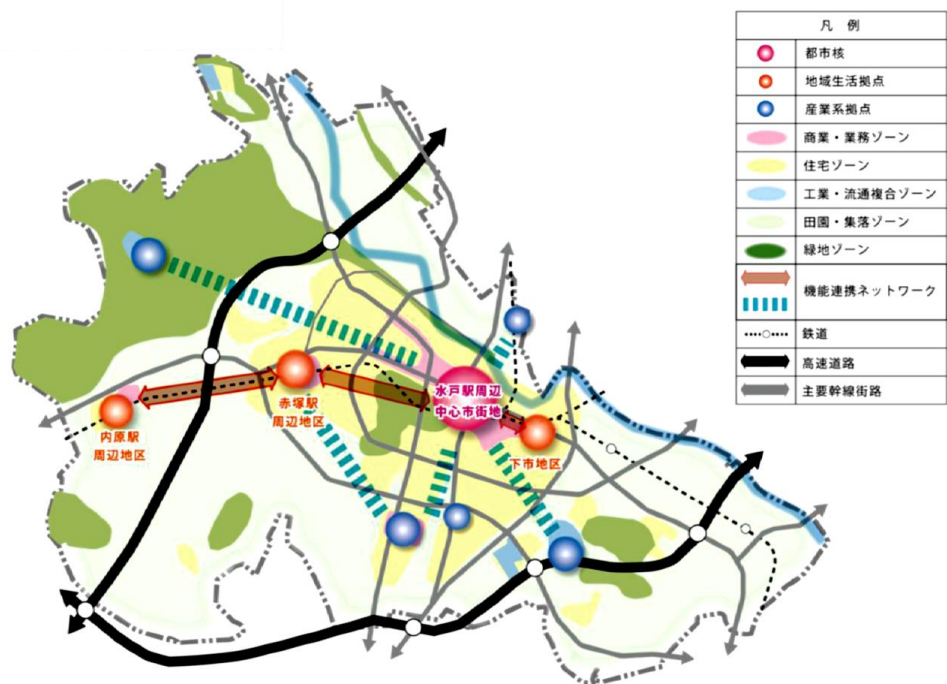 凡 例
都市核
地域生活拠点
産業系拠点
商業・業務ゾーン
住宅ゾーン
工業・流通複合ゾーン
田園・集落ゾーン
緑地ゾーン
機能連携ネットワーク
鉄道
高速道路
主要幹線街路
水戸駅周辺
中心市街地
赤塚駅
周辺地区
内原駅
周辺地区
下市地区